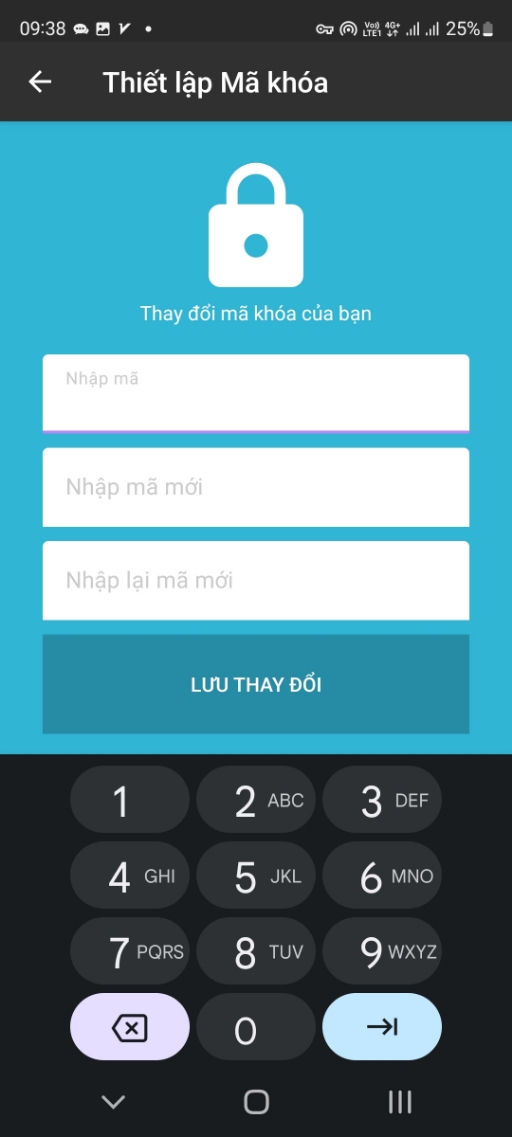 09:38 Vo)) LTE1 4G+ 25%
Thiết lập Mã khóa
Thay đổi mã khóa của bạn
Nhập mã
Nhập mã mới
Nhập lại mã mới
LƯU THAY ĐỔI
1 2 ABC 3 DEF
4 GHI 5 JKL 6 MNO
7 PQRS 8 TUV 9 WXYZ
0